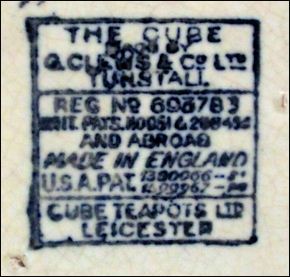 THE CUBE
MADE BY
G. CLEWS & CO LTD
TUNSTALL
REG No 693783
BRIT. PATS.
AND ABROAD
MADE IN ENGLAND
U.S.A. PAT.
CUBE TEAPOTS LTD
LEICESTER